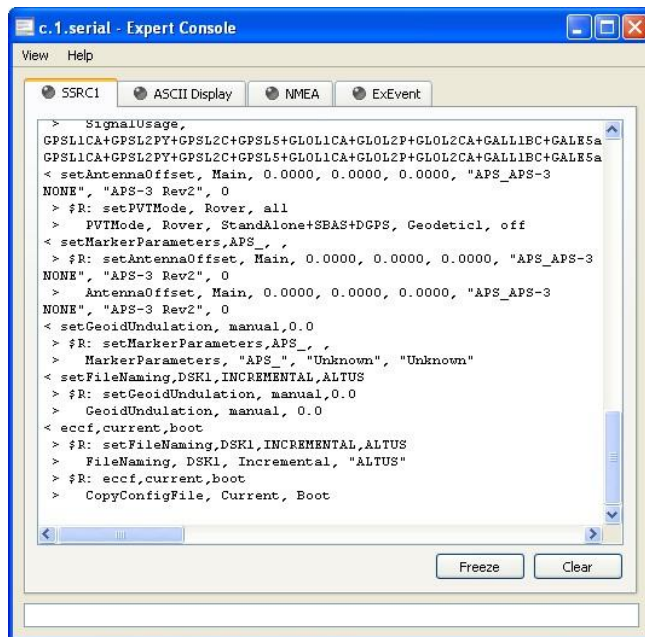 c.1.serial - Expert Console
View Help
SSRC1 ASCII Display NMEA ExEvent
> SignalUsage,
GPSL1CA+GPSL2PY+GPSL2C+GPSL5+GLOL1CA+GLOL2P+GLOL2CA+GALL1BC+GALE5a
GPSL1CA+GPSL2PY+GPSL2C+GPSL5+GLOL1CA+GLOL2P+GLOL2CA+GALL1BC+GALE5a
< setAntennaOffset, Main, 0.0000, 0.0000, 0.0000, "APS_APS-3
NONE", "APS-3 Rev2", 0
> $R: setPVTMode, Rover, all
> PVTMode, Rover, StandAlone+SBAS+DGPS, Geodetic1, off
< setMarkerParameters,APS_, ,
> $R: setAntennaOffset, Main, 0.0000, 0.0000, 0.0000, "APS_APS-3
NONE", "APS-3 Rev2", 0
> AntennaOffset, Main, 0.0000, 0.0000, 0.0000, "APS_APS-3
NONE", "APS-3 Rev2", 0
< setGeoidUndulation, manual,0.0
> $R: setMarkerParameters,APS_, ,
> MarkerParameters, "APS_", "Unknown", "Unknown"
< setFileNaming,DSK1,INCREMENTAL,ALTUS
> $R: setGeoidUndulation, manual,0.0
> GeoidUndulation, manual, 0.0
< eccf,current,boot
> $R: setFileNaming,DSK1,INCREMENTAL,ALTUS
> FileNaming, DSK1, Incremental, "ALTUS"
> $R: eccf,current,boot
> CopyConfigFile, Current, Boot
Freeze Clear